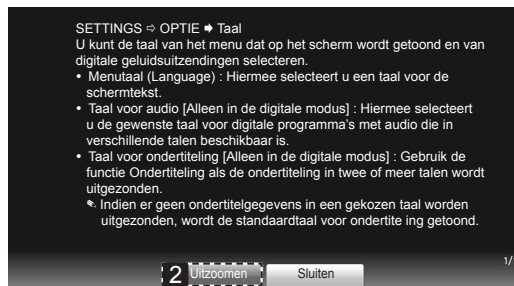 SETTINGS ⇨ OPTIE ➡ Taal
U kunt de taal van het menu dat op het scherm wordt getoond en van
digitale geluidsuitzendingen selecteren.
• Menutaal (Language) : Hiermee selecteert u een taal voor de
schermtekst.
• Taal voor audio [Alleen in de digitale modus] : Hiermee selecteert
u de gewenste taal voor digitale programma's met audio die in
verschillende talen beschikbaar is.
• Taal voor ondertiteling [Alleen in de digitale modus] : Gebruik de
functie Ondertiteling als de ondertiteling in twee of meer talen wordt
uitgezonden.
✎ Indien er geen ondertitelgegevens in een gekozen taal worden
uitgezonden, wordt de standaardtaal voor ondertite ing getoond.
1/
2 Uitzoomen Sluiten